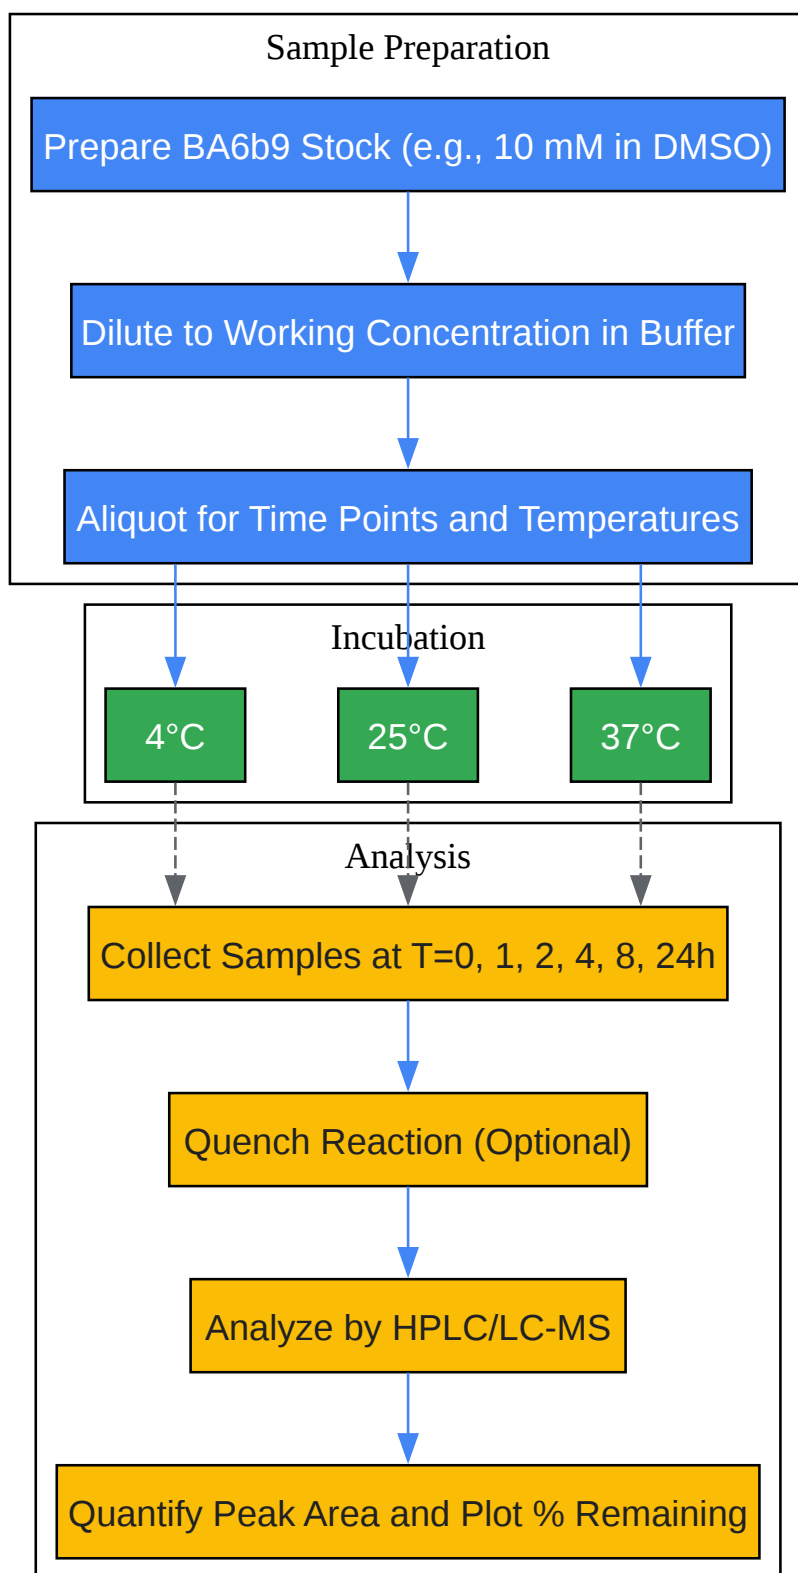 Sample Preparation
Prepare BA6b9 Stock (e.g., 10 mM in DMSO)
Dilute to Working Concentration in Buffer
Aliquot for Time Points and Temperatures
Incubation
4°C 25°C 37°C
Analysis
Collect Samples at T=0, 1, 2, 4, 8, 24h
Quench Reaction (Optional)
Analyze by HPLC/LC-MS
Quantify Peak Area and Plot % Remaining